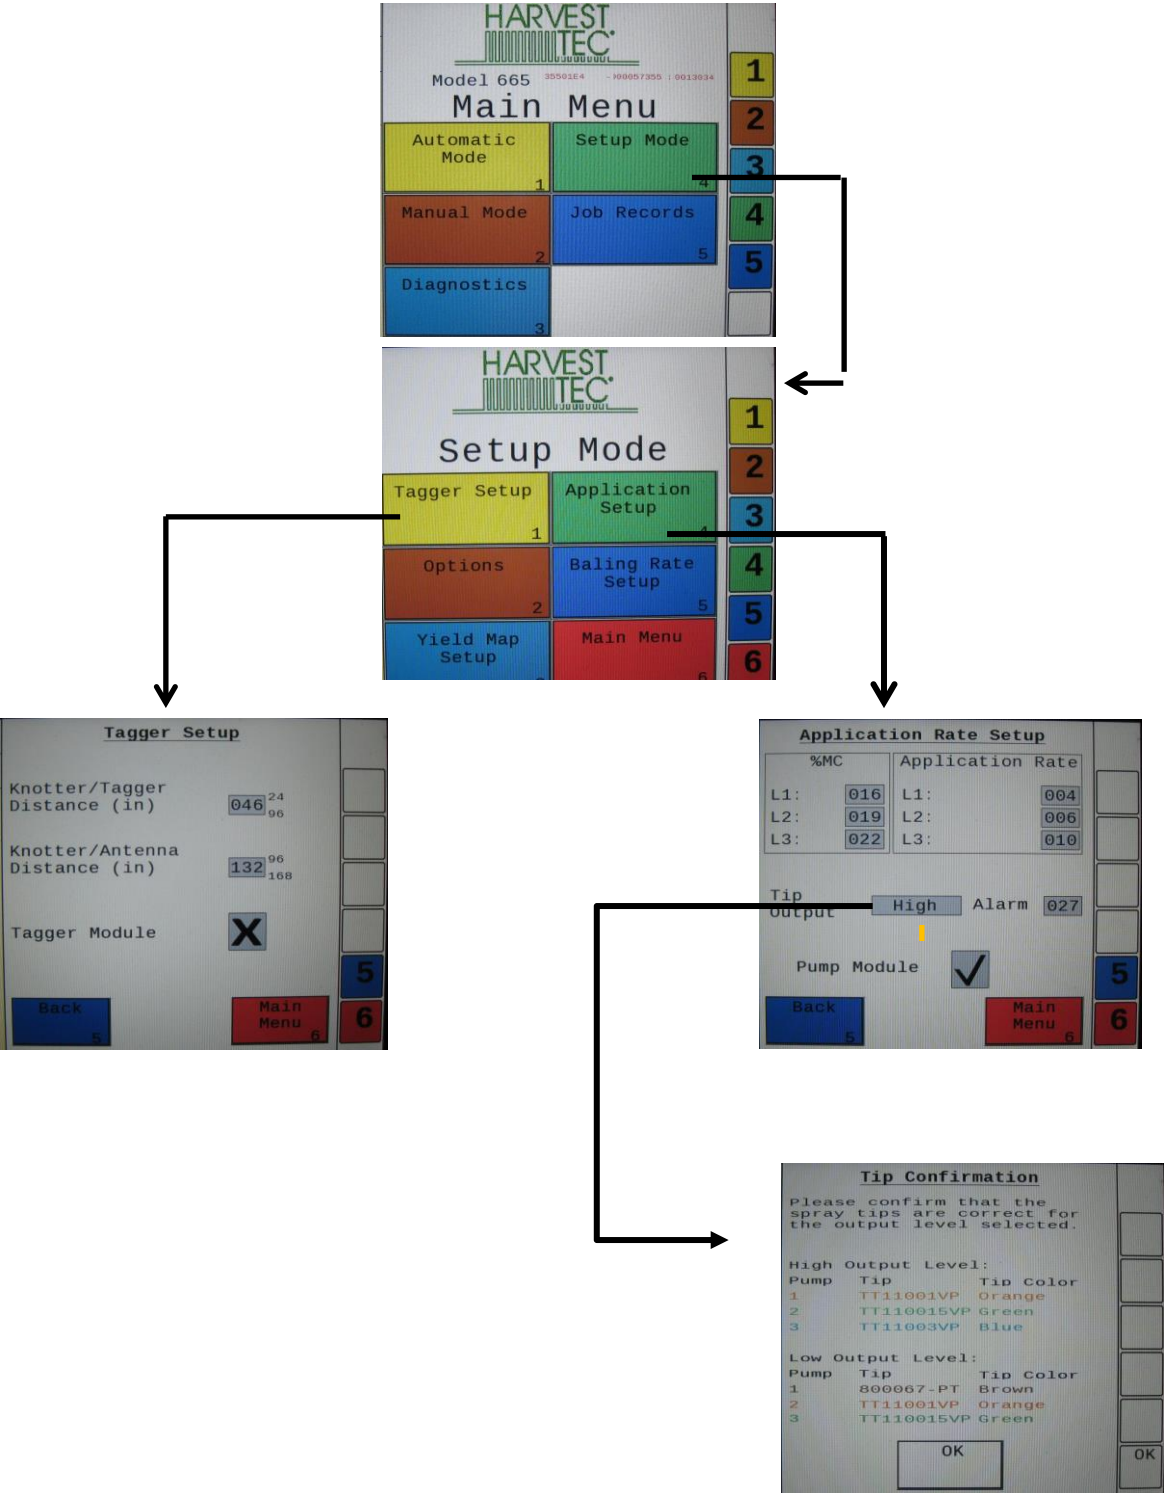 HARVEST
TEC
Model 665
Main Menu
Automatic
Mode
1
Setup Mode
4
Manual Mode
2
Job Records
5
Diagnostics
3
1
2
3
4
5
HARVEST
TEC
Setup Mode
Tagger Setup
1
Application
Setup
4
Options
2
Baling Rate
Setup
5
Yield Map
Setup
Main Menu
6
1
2
3
4
5
6
Tagger Setup
Knotter/Tagger
Distance (in) 046 24
96
Knotter/Antenna
Distance (in) 132 96
168
Tagger Module X
Back
5
Main
Menu
6
5
6
Application Rate Setup
%MC Application Rate
L1: 016 L1: 004
L2: 019 L2: 006
L3: 022 L3: 010
Tip
Output High Alarm 027
Pump Module
Back
5
Main
Menu
6
5
6
Tip Confirmation
Please confirm that the
spray tips are correct for
the output level selected.
High Output Level:
Pump Tip Tip Color
1 TT11001VP Orange
2 TT110015VP Green
3 TT11003VP Blue
Low Output Level:
Pump Tip Tip Color
1 800067-PT Brown
2 TT11001VP Orange
3 TT110015VP Green
OK
OK